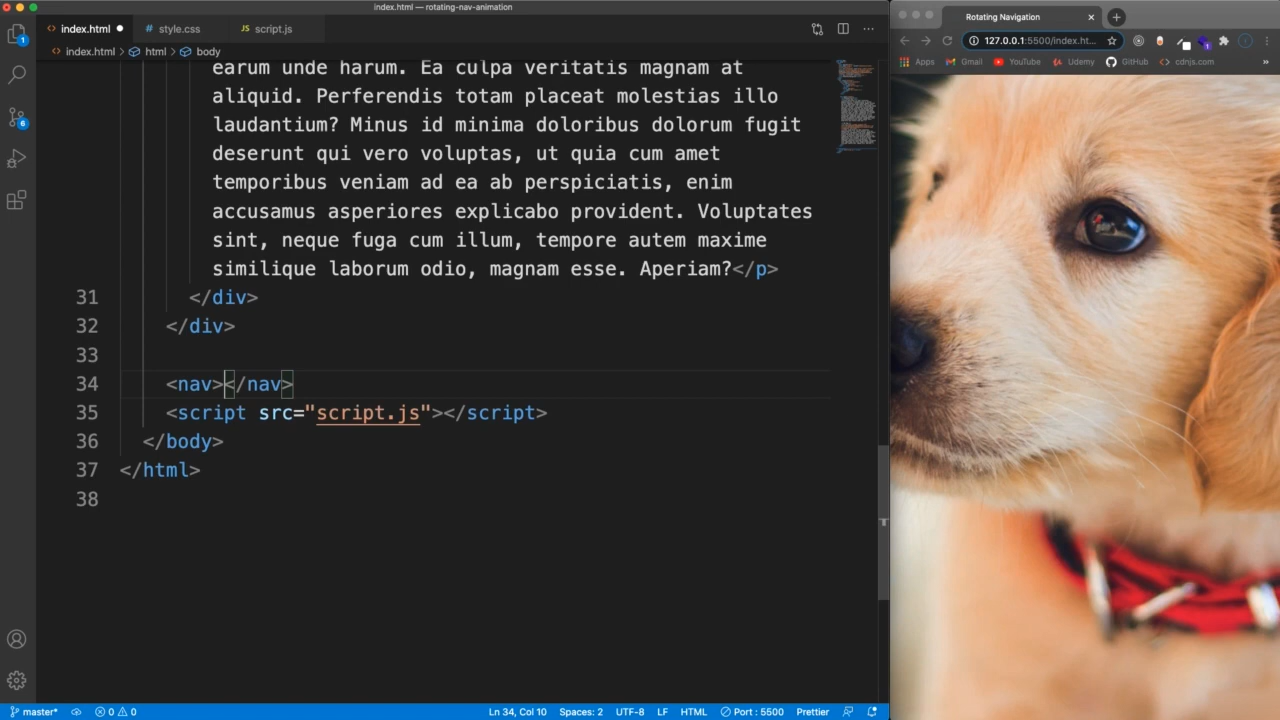 index.html — rotating-nav-animation
index.html
style.css
JS script.js
index.html > html > body
earum unde harum. Ea culpa veritatis magnam at
aliquid. Perferendis totam placeat molestias illo
laudantium? Minus id minima doloribus dolorum fugit
deserunt qui vero voluptas, ut quia cum amet
temporibus veniam ad ea ab perspiciatis, enim
accusamus asperiores explicabo provident. Voluptates
sint, neque fuga cum illum, tempore autem maxime
similique laborum odio, magnam esse. Aperiam?</p>
31 </div>
32 </div>
33
34 <nav></nav>
35 <script src="script.js"></script>
36 </body>
37 </html>
38
1
6
master*
0 0
Ln 34, Col 10
Spaces: 2
UTF-8
LF
HTML
Port : 5500
Prettier
Rotating Navigation
127.0.0.1:5500/index.ht...
Apps
Gmail
YouTube
Udemy
GitHub
cdnjs.com
»